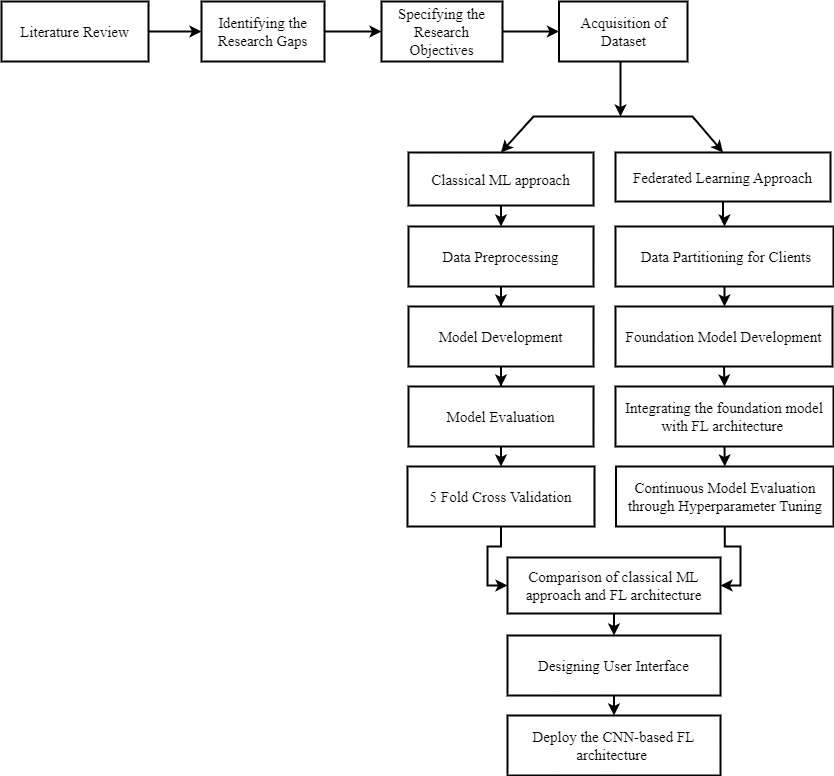 Literature Review
Identifying the
Research Gaps
Specifying the
Research
Objectives
Acquisition of
Dataset
Classical ML approach
Federated Learning Approach
Data Preprocessing
Data Partitioning for Clients
Model Development
Foundation Model Development
Model Evaluation
Integrating the foundation model
with FL architecture
5 Fold Cross Validation
Continuous Model Evaluation
through Hyperparameter Tuning
Comparison of classical ML
approach and FL architecture
Designing User Interface
Deploy the CNN-based FL
architecture